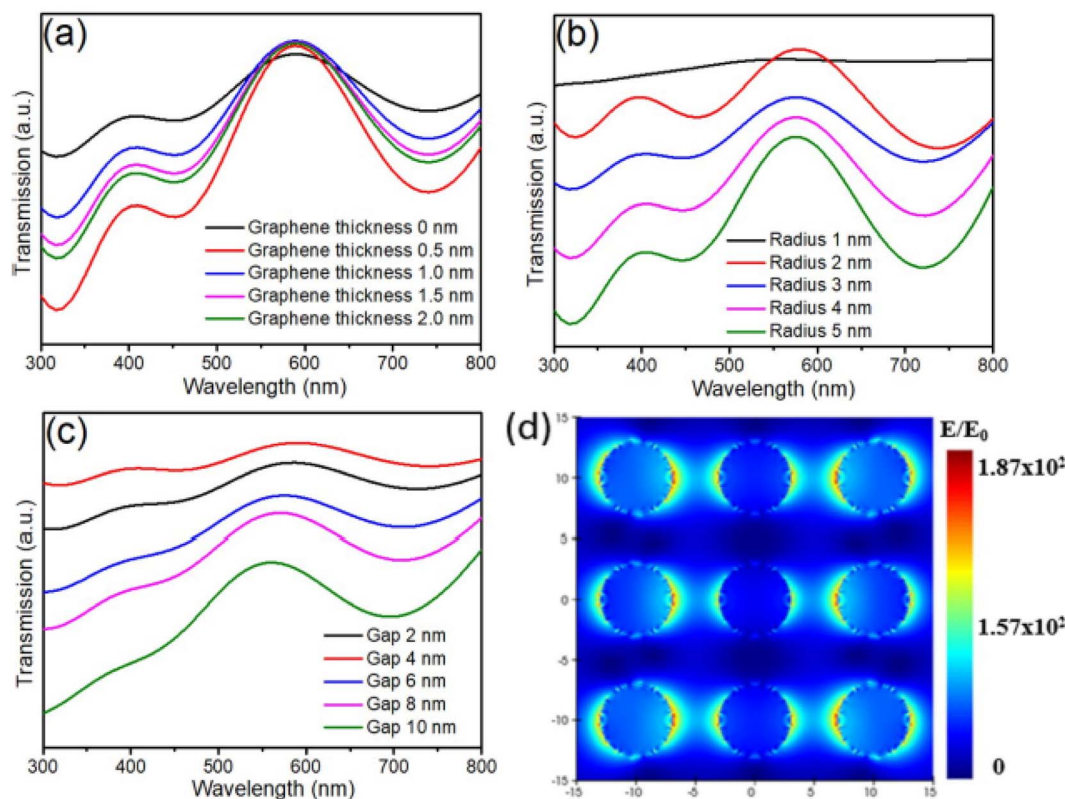 (a)
Transmission (a.u.)
Graphene thickness 0 nm
Graphene thickness 0.5 nm
Graphene thickness 1.0 nm
Graphene thickness 1.5 nm
Graphene thickness 2.0 nm
300 400 500 600 700 800
Wavelength (nm)
(b)
Transmission (a.u.)
Radius 1 nm
Radius 2 nm
Radius 3 nm
Radius 4 nm
Radius 5 nm
300 400 500 600 700 800
Wavelength (nm)
(c)
Transmission (a.u.)
Gap 2 nm
Gap 4 nm
Gap 6 nm
Gap 8 nm
Gap 10 nm
300 400 500 600 700 800
Wavelength (nm)
(d)
15
10
5
0
-5
-10
-15
-15 -10 -5 0 5 10 15
E/E0
1.87x10²
1.57x10²
0